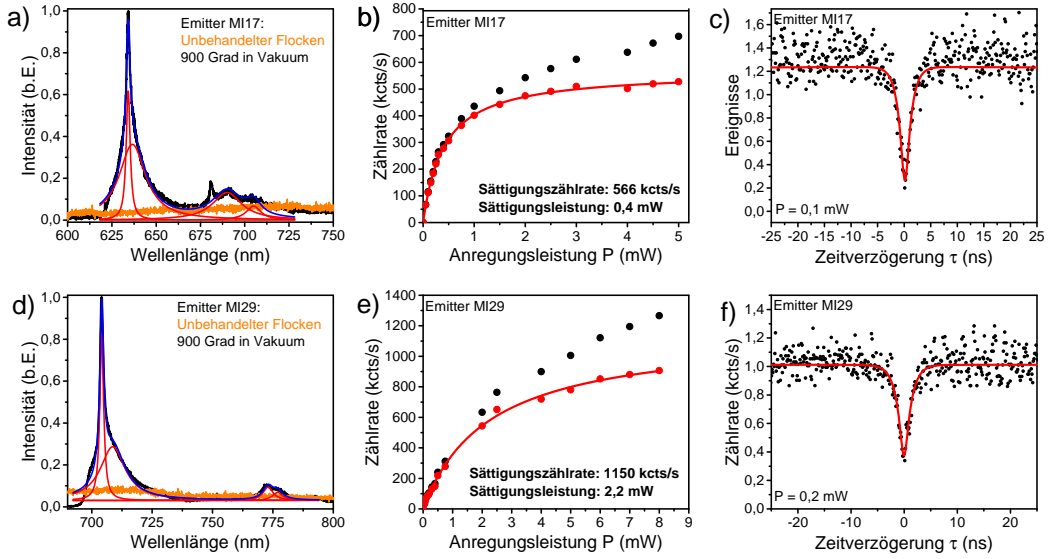 a)
Emitter MI17:
Unbehandelter Flocken
900 Grad in Vakuum
Intensität (b.E.)
1,0
0,8
0,6
0,4
0,2
0,0
600 625 650 675 700 725 750
Wellenlänge (nm)
b)
Emitter MI17
Zählrate (kcts/s)
800
700
600
500
400
300
200
100
0
Sättigungszählrate: 566 kcts/s
Sättigungsleistung: 0,4 mW
0 1 2 3 4 5
Anregungsleistung P (mW)
c)
Emitter MI17
Ereignisse
1,6
1,4
1,2
1,0
0,8
0,6
0,4
0,2
0,0
P = 0,1 mW
-25 -20 -15 -10 -5 0 5 10 15 20 25
Zeitverzögerung τ (ns)
d)
Emitter MI29:
Unbehandelter Flocken
900 Grad in Vakuum
Intensität (b.E.)
1,0
0,8
0,6
0,4
0,2
0,0
700 725 750 775 800
Wellenlänge (nm)
e)
Emitter MI29
Zählrate (kcts/s)
1400
1200
1000
800
600
400
200
0
Sättigungszählrate: 1150 kcts/s
Sättigungsleistung: 2,2 mW
0 1 2 3 4 5 6 7 8 9
Anregungsleistung P (mW)
f)
Emitter MI29
Zählrate (kcts/s)
1,4
1,2
1,0
0,8
0,6
0,4
0,2
0,0
P = 0,2 mW
-20 -10 0 10 20
Zeitverzögerung τ (ns)